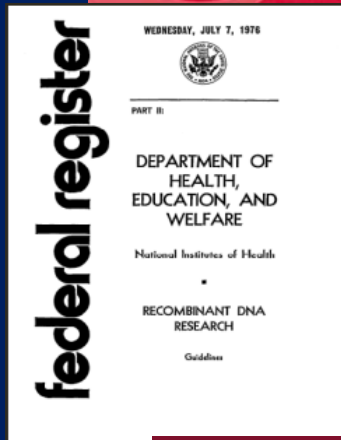 federal register
WEDNESDAY, JULY 7, 1976
PART II:
DEPARTMENT OF
HEALTH,
EDUCATION, AND
WELFARE
National Institutes of Health
RECOMBINANT DNA
RESEARCH
Guidelines